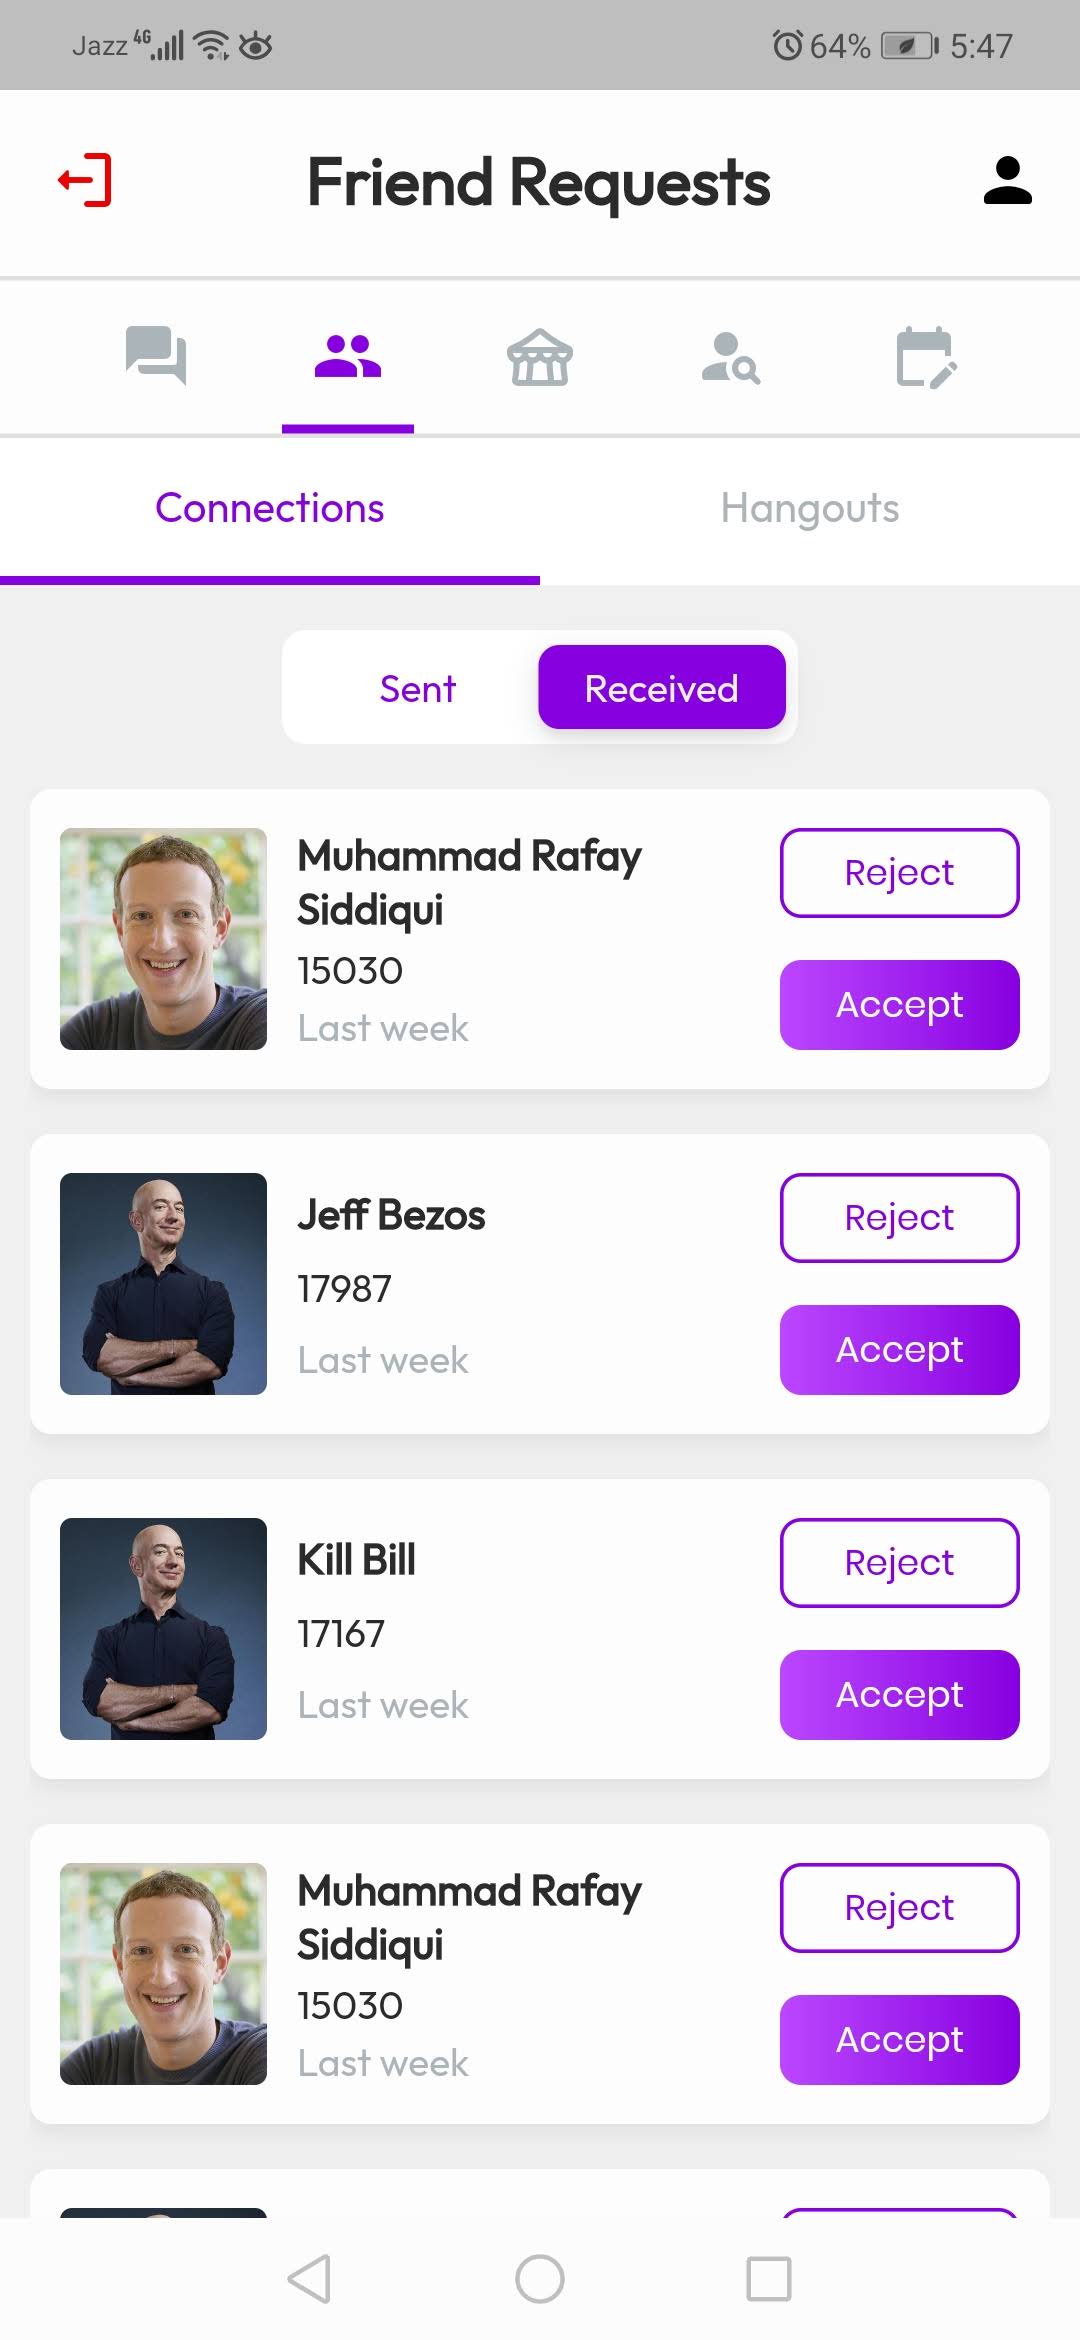 Jazz 4G 64% 5:47
Friend Requests
Connections Hangouts
Sent Received
Muhammad Rafay
Siddiqui
15030
Last week
Reject
Accept
Jeff Bezos
17987
Last week
Reject
Accept
Kill Bill
17167
Last week
Reject
Accept
Muhammad Rafay
Siddiqui
15030
Last week
Reject
Accept